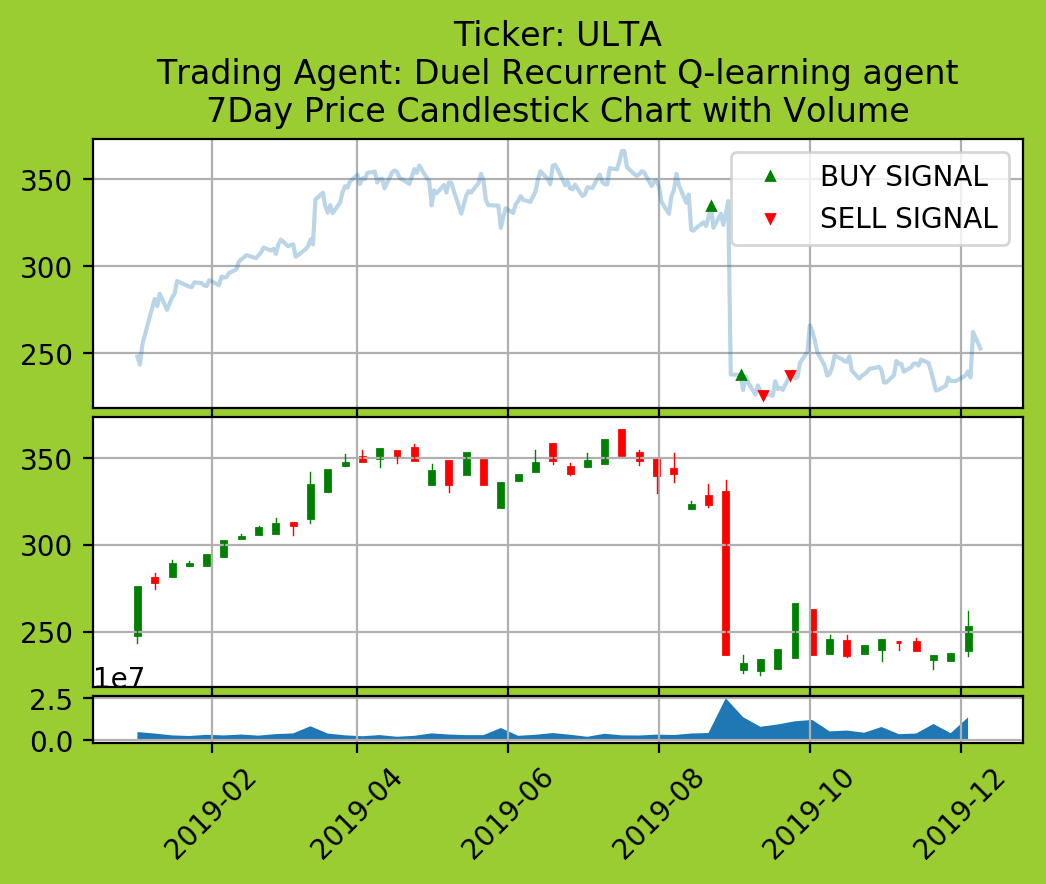 Ticker: ULTA
Trading Agent: Duel Recurrent Q-learning agent
7Day Price Candlestick Chart with Volume
350
300
250
BUY SIGNAL
SELL SIGNAL
350
300
250
1e7
2.5
0.0
2019-02
2019-04
2019-06
2019-08
2019-10
2019-12